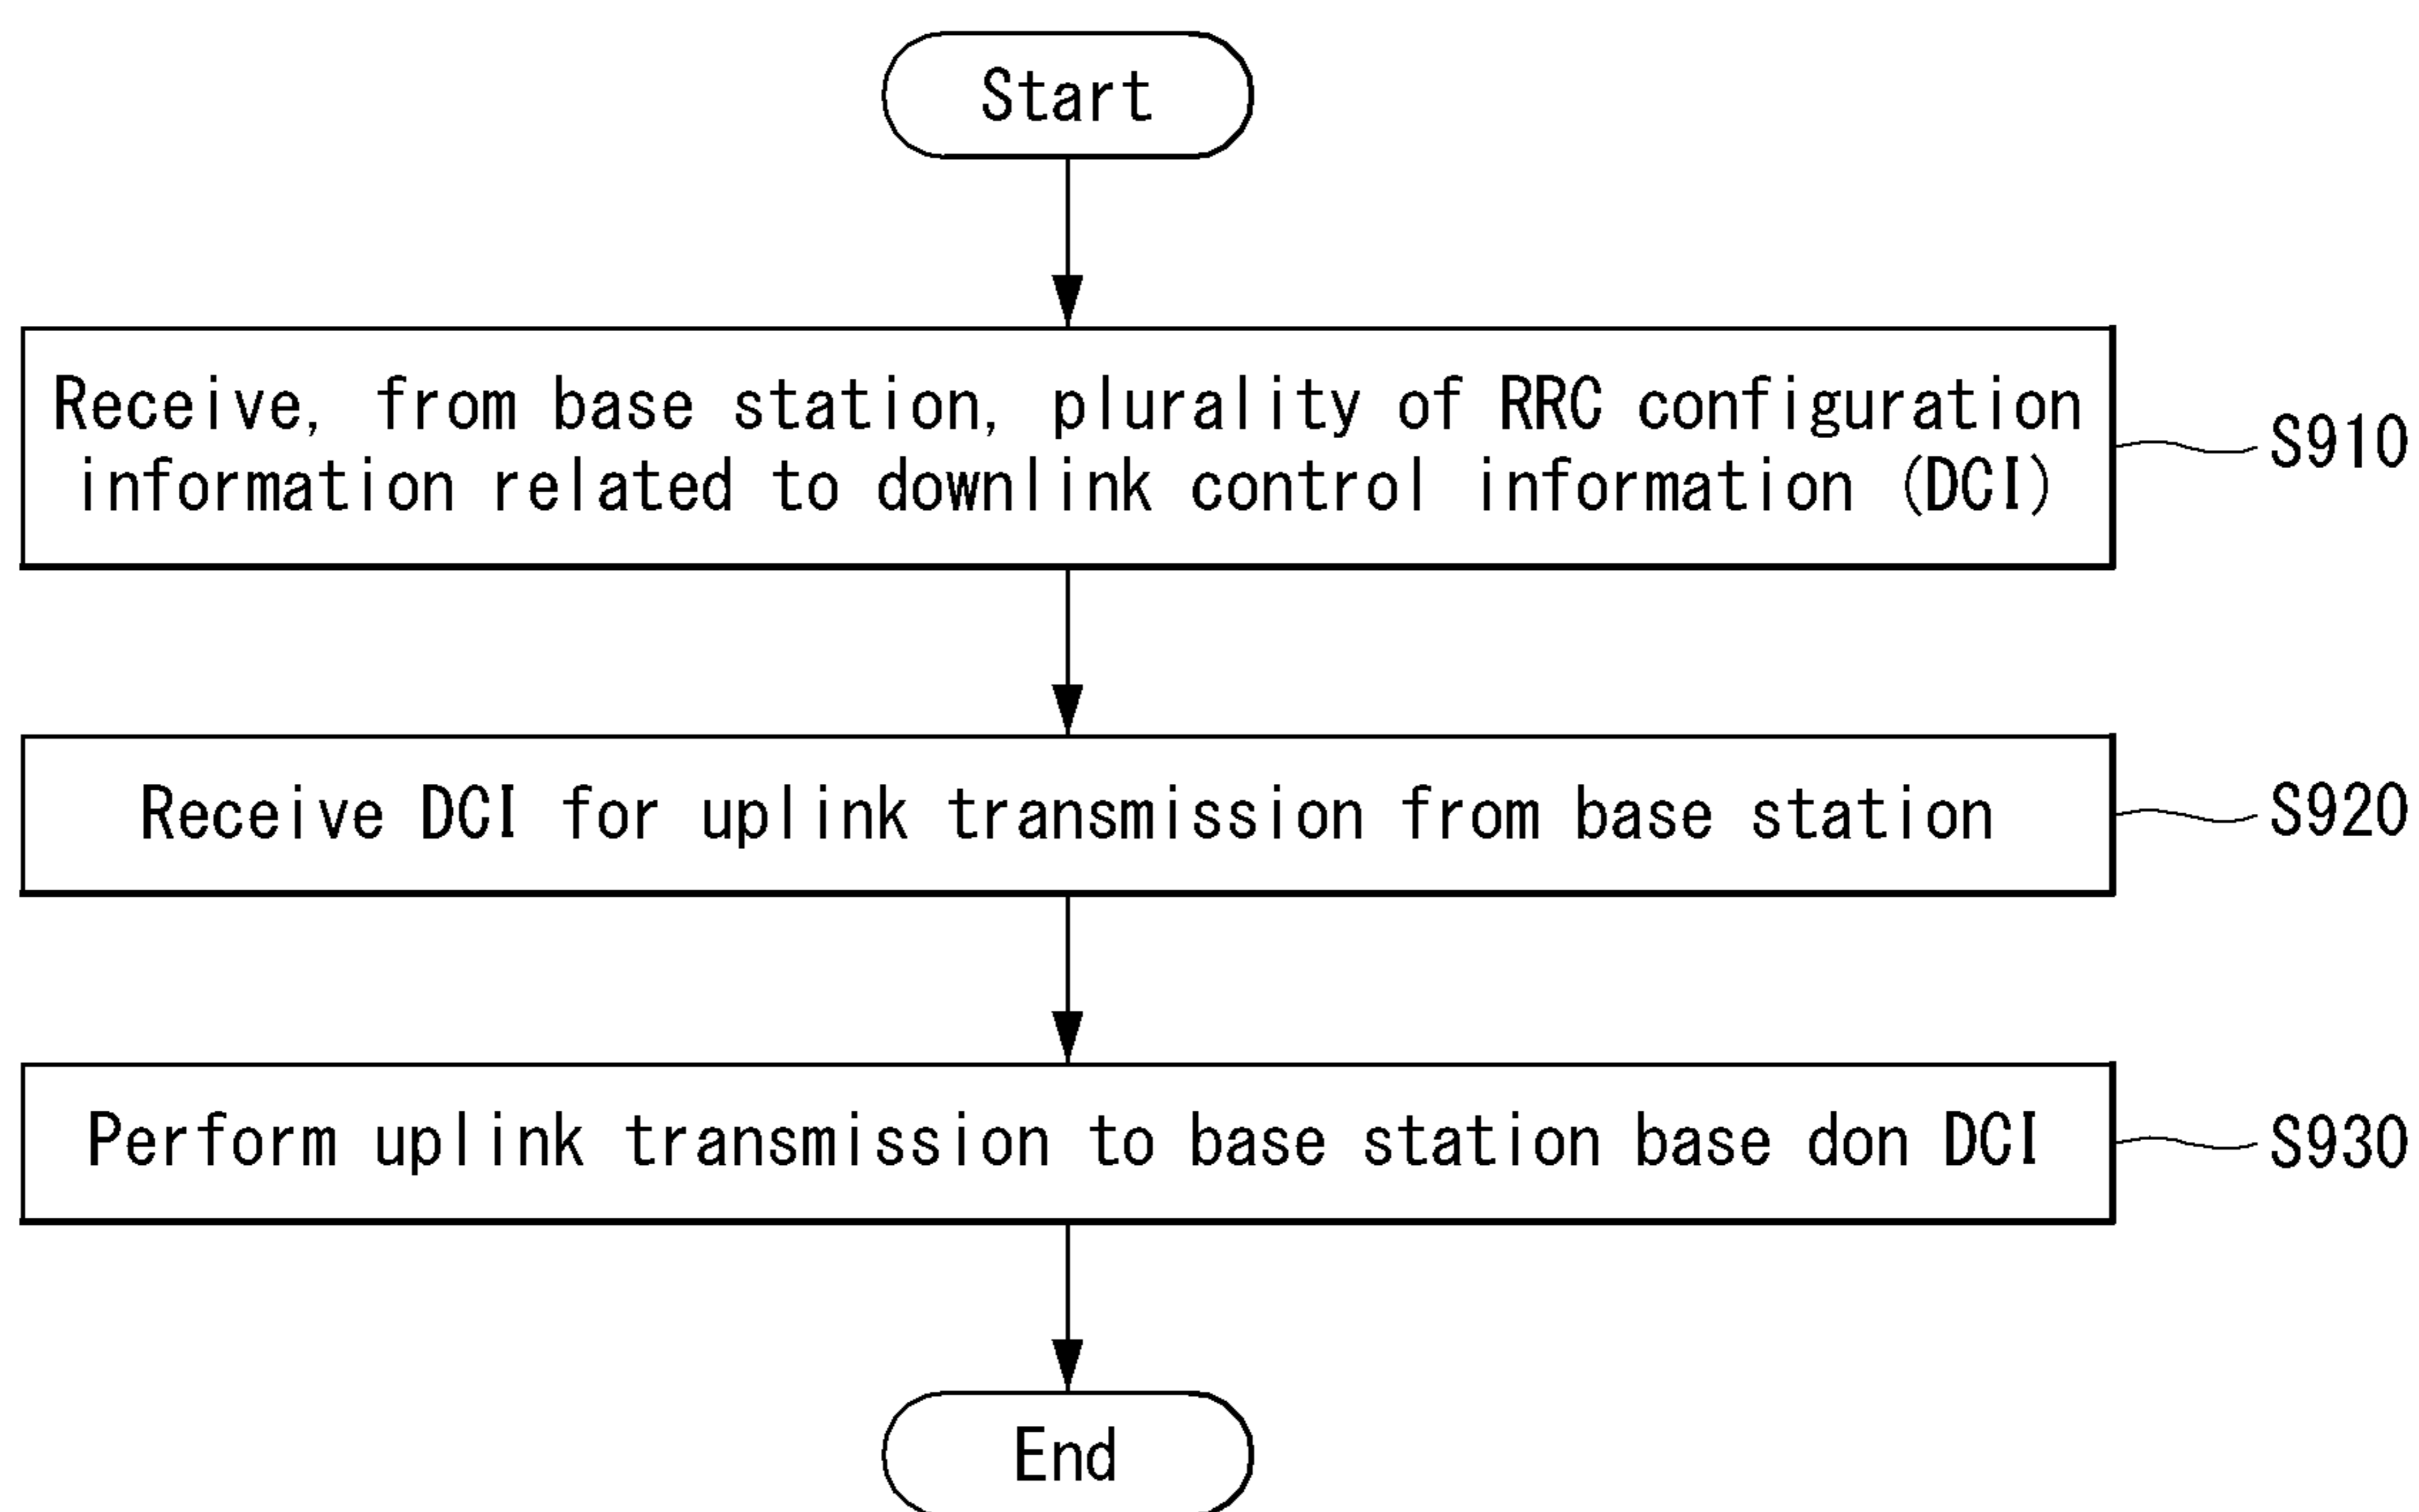 Start
Receive, from base station, plurality of RRC configuration
information related to downlink control information (DCI)
S910
Receive DCI for uplink transmission from base station
S920
Perform uplink transmission to base station base don DCI
S930
End